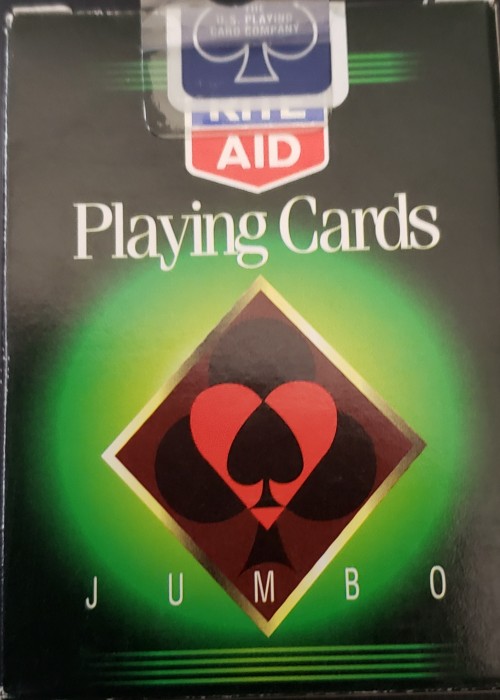 THE
U.S. PLAYING
CARD COMPANY
RITE
AID
Playing Cards
JUMBO